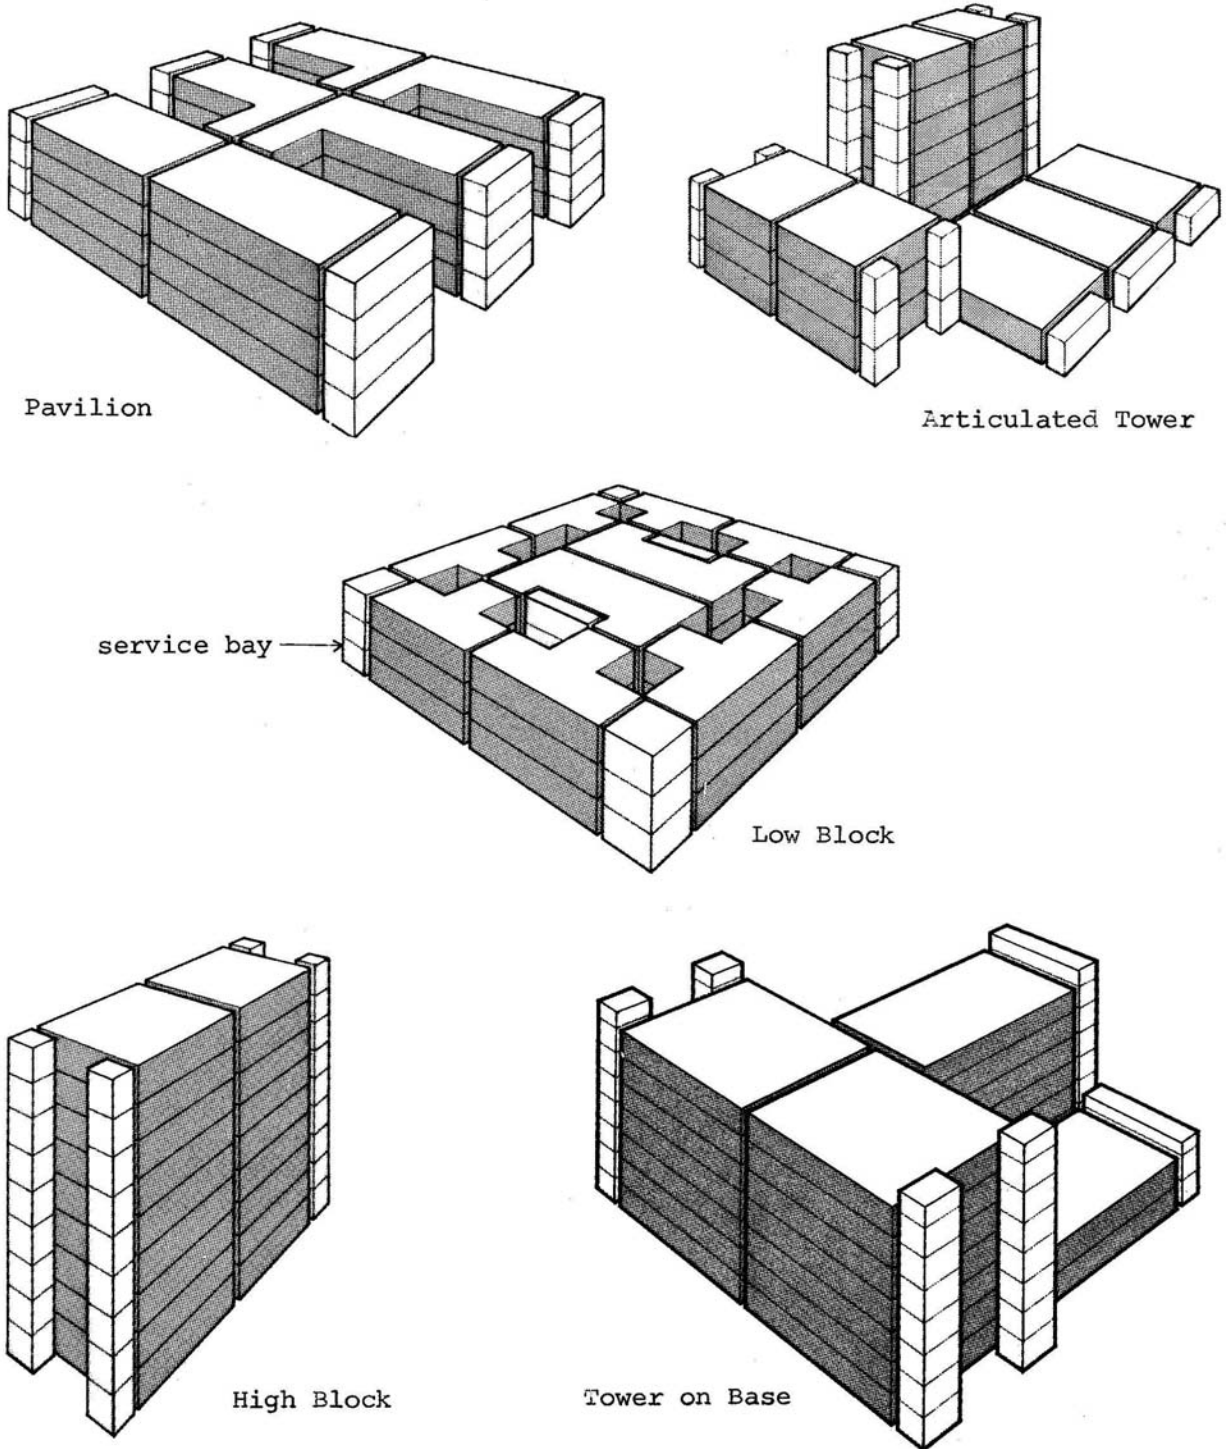 Pavilion
Articulated Tower
service bay
Low Block
High Block
Tower on Base